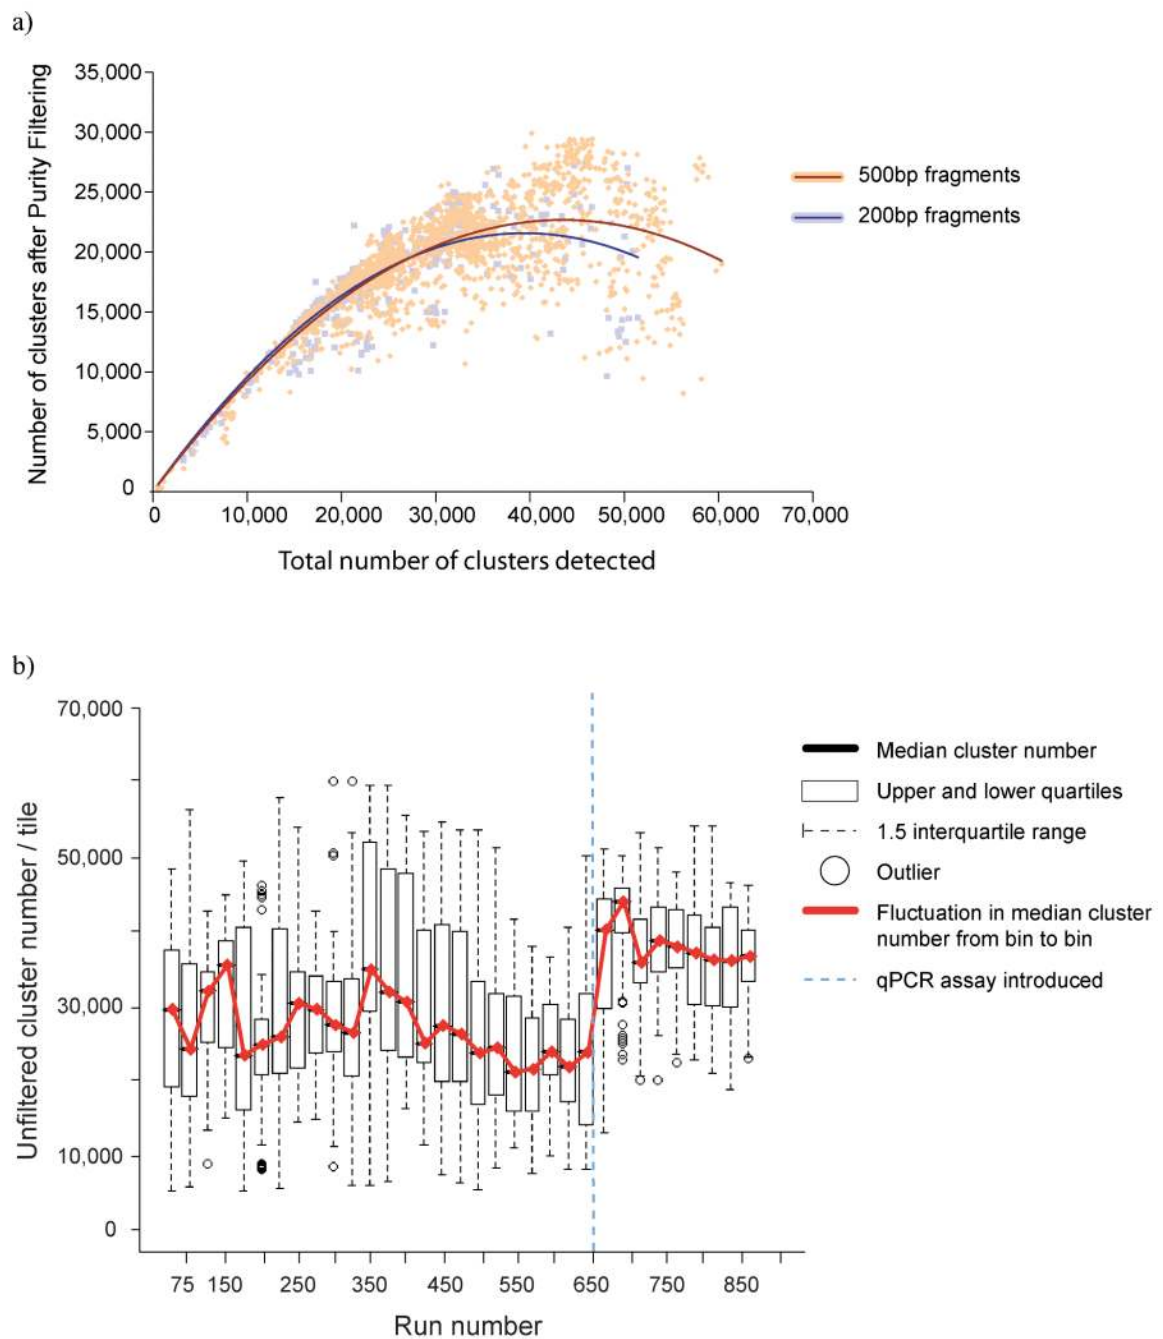 a)
Number of clusters after Purity Filtering
35,000
30,000
25,000
20,000
15,000
10,000
5,000
0
0 10,000 20,000 30,000 40,000 50,000 60,000 70,000
Total number of clusters detected
500bp fragments
200bp fragments
b)
Unfiltered cluster number / tile
70,000
50,000
30,000
10,000
0
75 150 250 350 450 550 650 750 850
Run number
Median cluster number
Upper and lower quartiles
1.5 interquartile range
Outlier
Fluctuation in median cluster
number from bin to bin
qPCR assay introduced